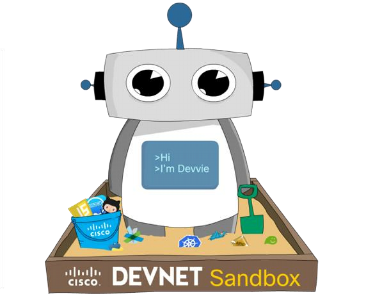 >Hi
>I'm Devvie
CISCO
CISCO DEVNET Sandbox